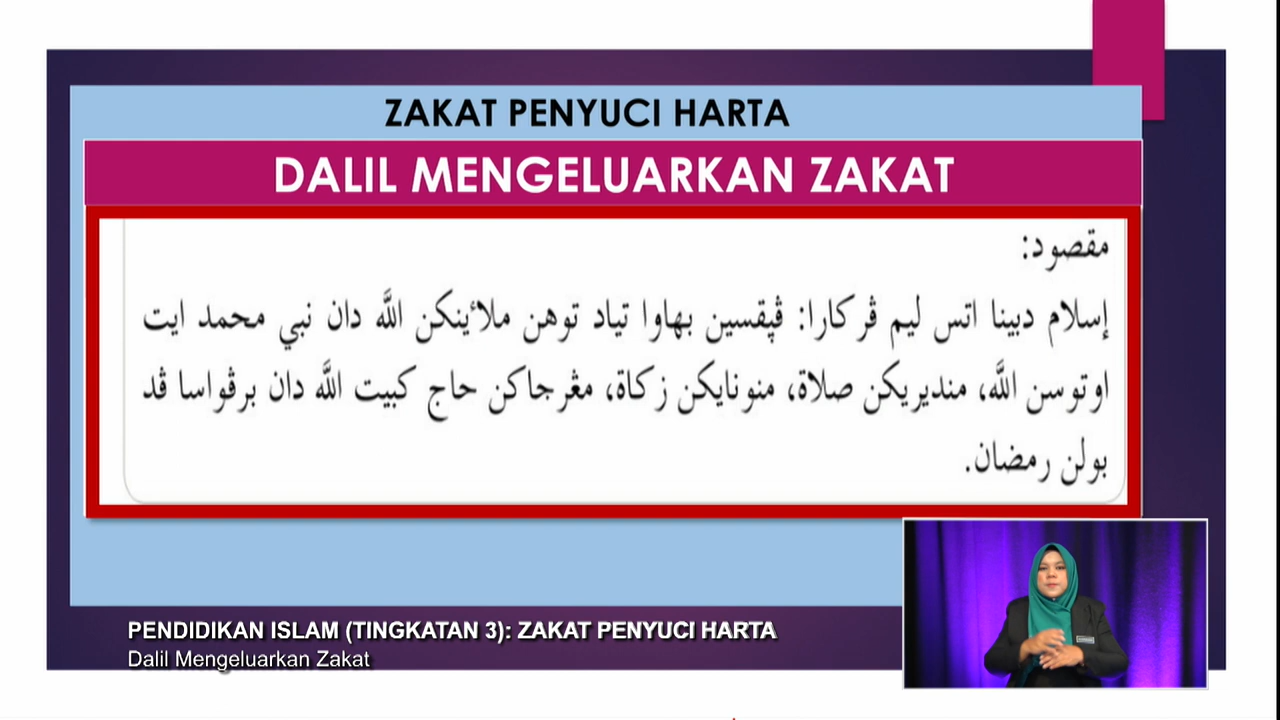 ZAKAT PENYUCI HARTA
DALIL MENGELUARKAN ZAKAT
مقصود:
إسلام دبينا اتس ليم ڤركارا: ڤڽقسين بهاوا تياد توهن ملاءينكن الله دان نبي محمد ايت
اوتوسن الله، منديريكن صلاة، منونايكن زكاة، مڠرجاكن حاج كبيت الله دان برڤواسا ڤد
بولن رمضان.
PENDIDIKAN ISLAM (TINGKATAN 3): ZAKAT PENYUCI HARTA
Dalil Mengeluarkan Zakat